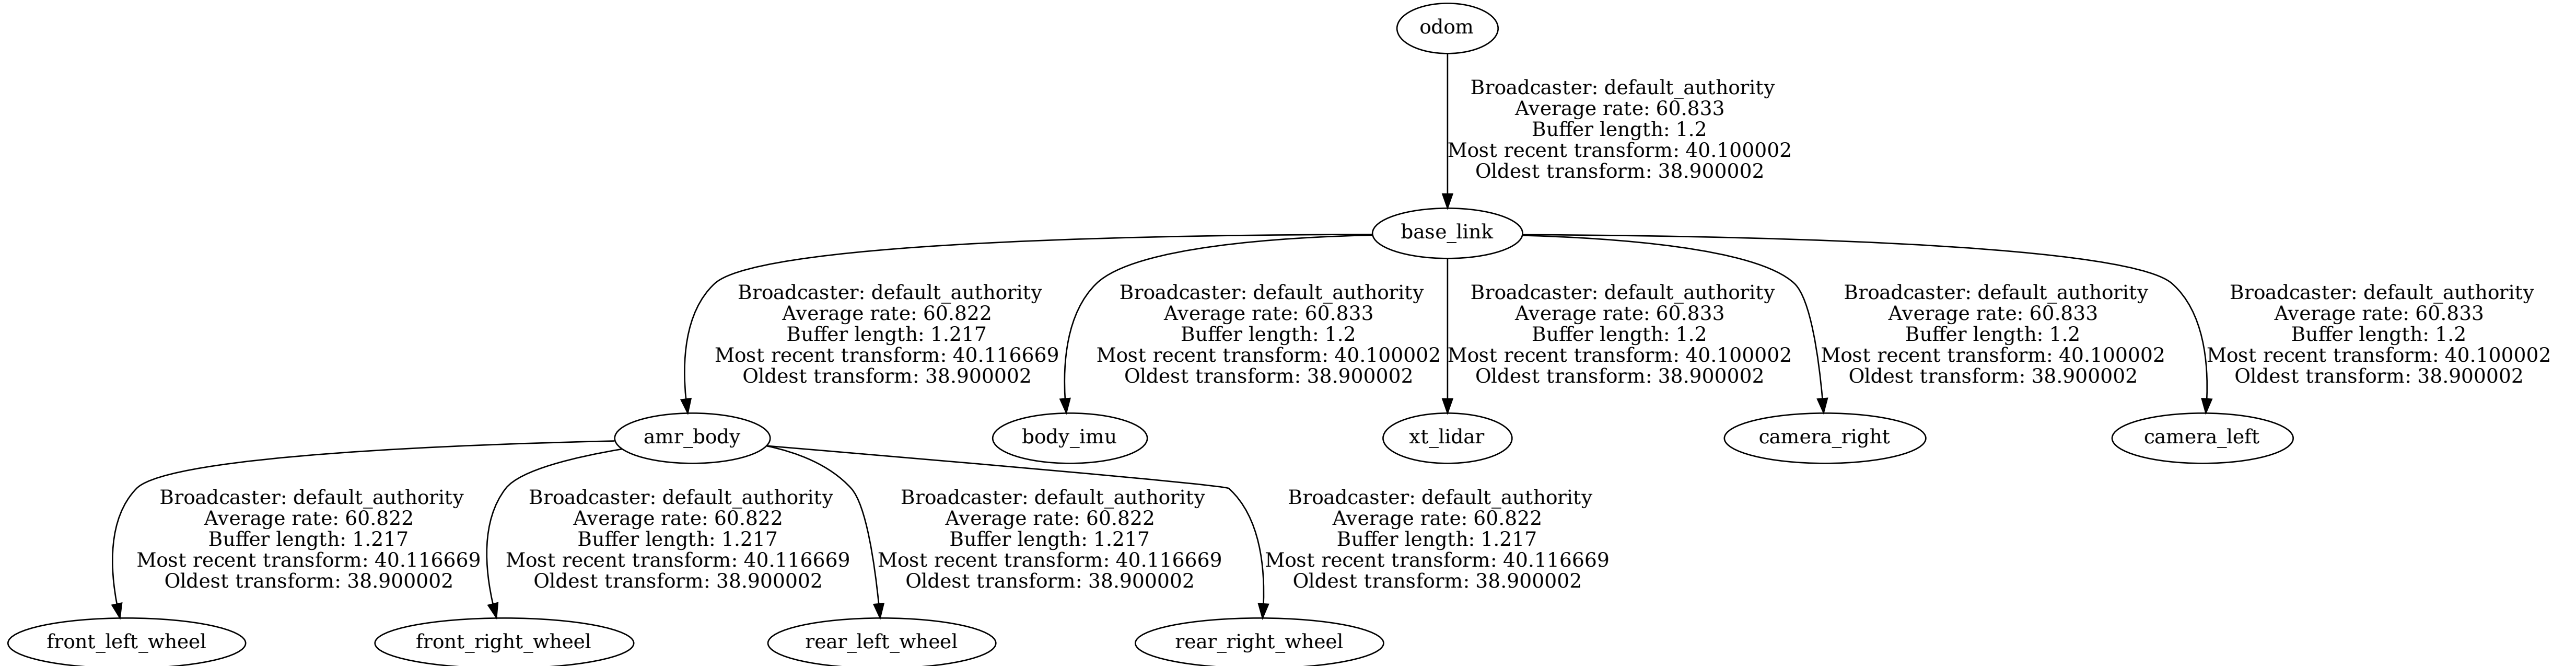 odom
Broadcaster: default_authority
Average rate: 60.833
Buffer length: 1.2
Most recent transform: 40.100002
Oldest transform: 38.900002
base_link
Broadcaster: default_authority
Average rate: 60.822
Buffer length: 1.217
Most recent transform: 40.116669
Oldest transform: 38.900002
Broadcaster: default_authority
Average rate: 60.833
Buffer length: 1.2
Most recent transform: 40.100002
Oldest transform: 38.900002
Broadcaster: default_authority
Average rate: 60.833
Buffer length: 1.2
Most recent transform: 40.100002
Oldest transform: 38.900002
Broadcaster: default_authority
Average rate: 60.833
Buffer length: 1.2
Most recent transform: 40.100002
Oldest transform: 38.900002
Broadcaster: default_authority
Average rate: 60.833
Buffer length: 1.2
Most recent transform: 40.100002
Oldest transform: 38.900002
amr_body
body_imu
xt_lidar
camera_right
camera_left
Broadcaster: default_authority
Average rate: 60.822
Buffer length: 1.217
Most recent transform: 40.116669
Oldest transform: 38.900002
Broadcaster: default_authority
Average rate: 60.822
Buffer length: 1.217
Most recent transform: 40.116669
Oldest transform: 38.900002
Broadcaster: default_authority
Average rate: 60.822
Buffer length: 1.217
Most recent transform: 40.116669
Oldest transform: 38.900002
Broadcaster: default_authority
Average rate: 60.822
Buffer length: 1.217
Most recent transform: 40.116669
Oldest transform: 38.900002
front_left_wheel
front_right_wheel
rear_left_wheel
rear_right_wheel